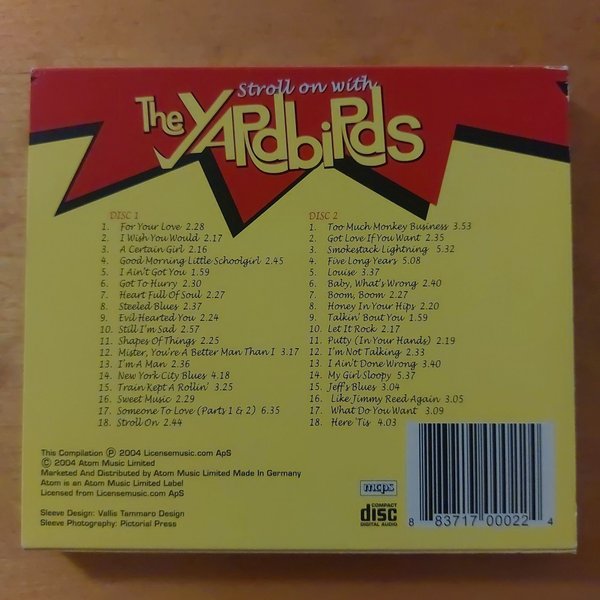 Stroll on with
The YARDBIRDS
DISC 1
1. For Your Love 2.28
2. I Wish You Would 2.17
3. A Certain Girl 2.16
4. Good Morning Little Schoolgirl 2.45
5. I Ain't Got You 1.59
6. Got To Hurry 2.30
7. Heart Full Of Soul 2.27
8. Steeled Blues 2.37
9. Evil Hearted You 2.24
10. Still I'm Sad 2.57
11. Shapes Of Things 2.25
12. Mister, You're A Better Man Than I 3.17
13. I'm A Man 2.36
14. New York City Blues 4.18
15. Train Kept A Rollin' 3.25
16. Sweet Music 2.29
17. Someone To Love (Parts 1 & 2) 6.35
18. Stroll On 2.44
DISC 2
1. Too Much Monkey Business 3.53
2. Got Love If You Want 2.35
3. Smokestack Lightning 5.32
4. Five Long Years 5.08
5. Louise 3.37
6. Baby, What's Wrong 2.40
7. Boom, Boom 2.27
8. Honey In Your Hips 2.20
9. Talkin' Bout You 1.59
10. Let It Rock 2.17
11. Putty (In Your Hands) 2.19
12. I'm Not Talking 2.33
13. I Ain't Done Wrong 3.40
14. My Girl Sloopy 5.37
15. Jeff's Blues 3.04
16. Like Jimmy Reed Again 3.05
17. What Do You Want 3.09
18. Here 'Tis 4.03
This Compilation ℗ 2004 Licensemusic.com ApS
© 2004 Atom Music Limited
Marketed And Distributed by Atom Music Limited Made In Germany
Atom is an Atom Music Limited Label
Licensed from Licensemusic.com ApS
Sleeve Design: Vallis Tammaro Design
Sleeve Photography: Pictorial Press
mcps
COMPACT
disc
DIGITAL AUDIO
8 83717 00022 4